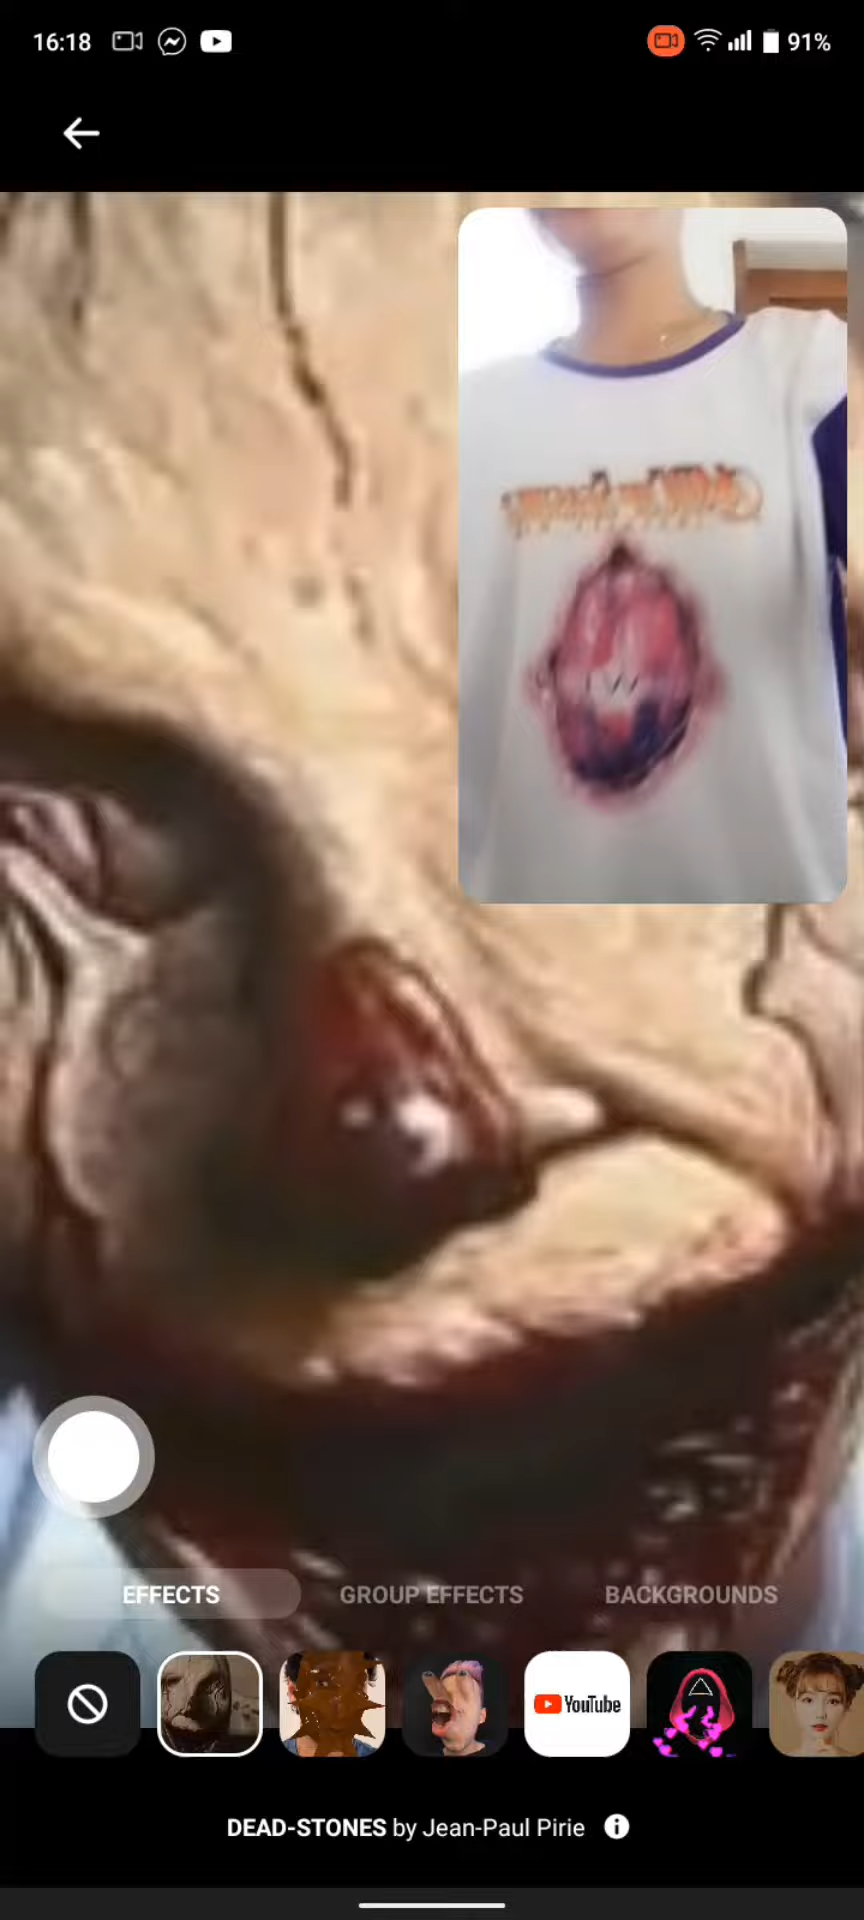 16:18
91%
EFFECTS GROUP EFFECTS BACKGROUNDS
YouTube
DEAD-STONES by Jean-Paul Pirie